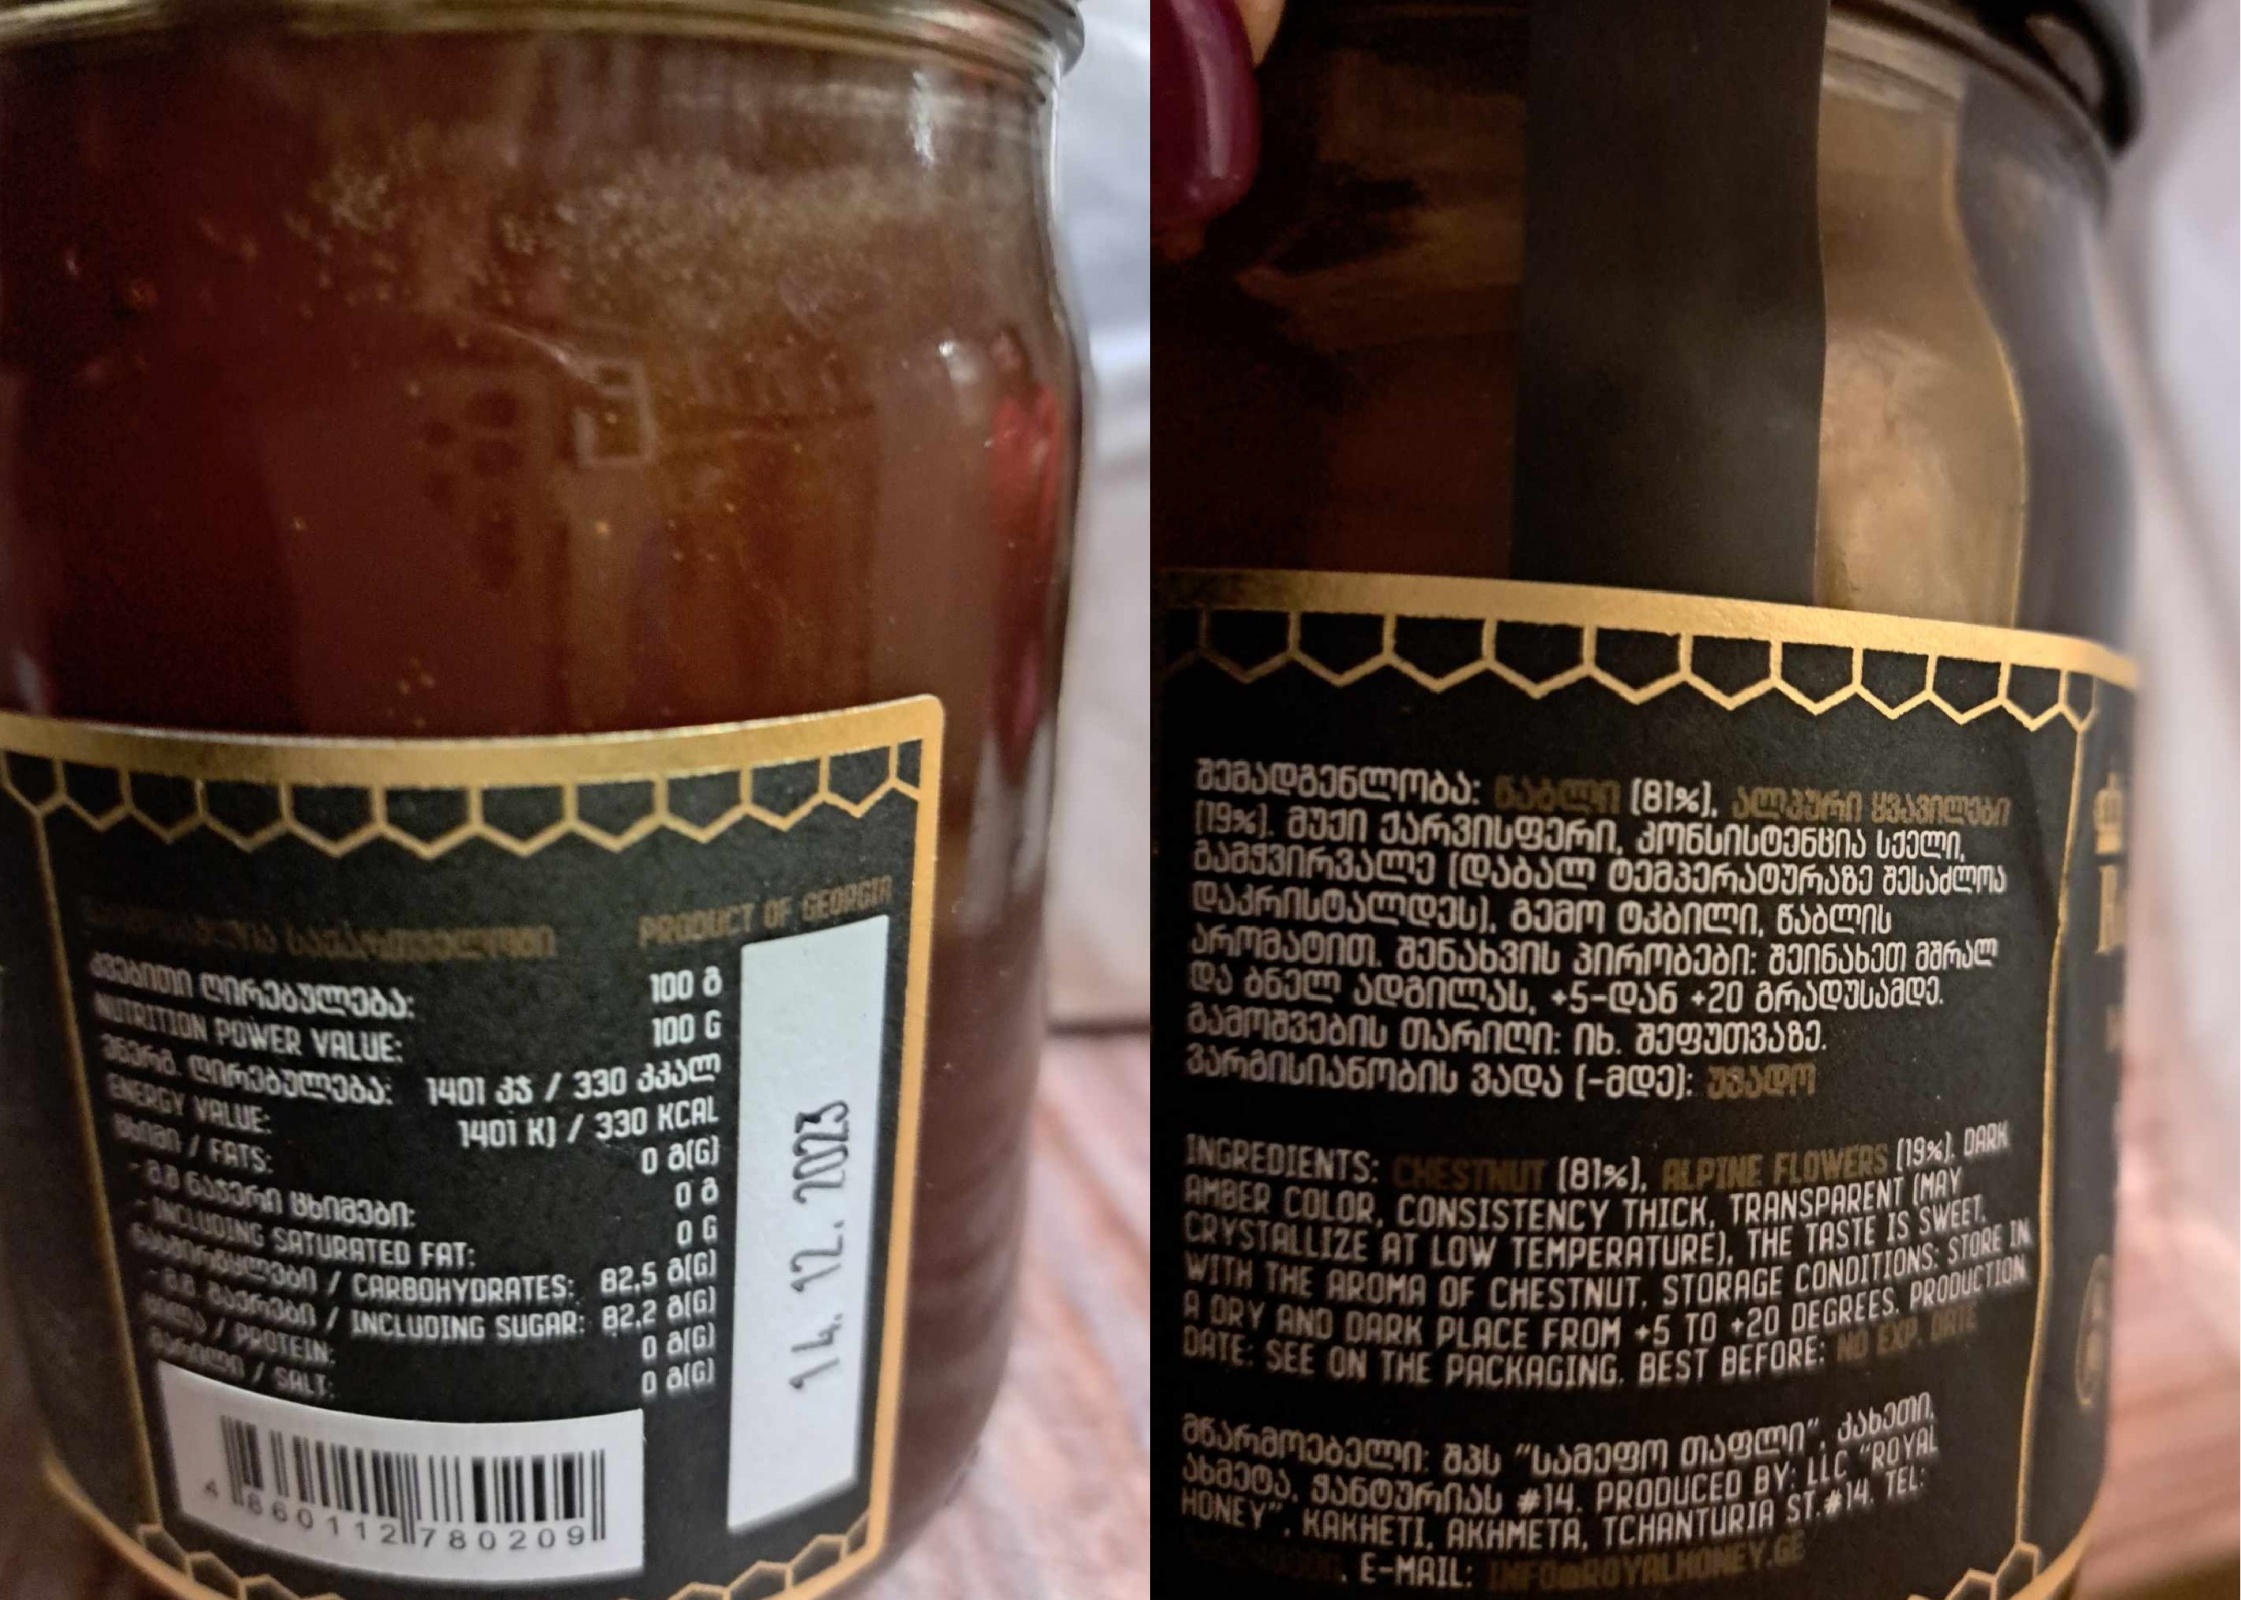 საქართველოში PRODUCT OF GEORGIA
კვებითი ღირებულება: 100 გ
NUTRITION POWER VALUE: 100 G
ენერგ. ღირებულება: 1401 კჯ / 330 კკალ
ENERGY VALUE: 1401 KJ / 330 KCAL
ცხიმი / FATS: 0 გ(G)
- მ.შ ნაჯერი ცხიმები: 0 გ
- INCLUDING SATURATED FAT: 0 G
ნახშირწყლები / CARBOHYDRATES: 82,5 გ(G)
- მ.შ. შაქრები / INCLUDING SUGAR: 82,2 გ(G)
ცილა / PROTEIN: 0 გ(G)
მარილი / SALT: 0 გ(G)
14. 12. 2023
4 860112 780209
შემადგენლობა: წაბლი (81%), ალპური ყვავილები
(19%). მუქი ქარვისფერი, კონსისტენცია სქელი,
გამჭვირვალე (დაბალ ტემპერატურაზე შესაძლოა
დაკრისტალდეს), გემო ტკბილი, წაბლის
არომატით. შენახვის პირობები: შეინახეთ მშრალ
და ბნელ ადგილას, +5-დან +20 გრადუსამდე.
გამოშვების თარიღი: იხ. შეფუთვაზე.
ვარგისიანობის ვადა (-მდე): უვადო
INGREDIENTS: CHESTNUT (81%), ALPINE FLOWERS (19%). DARK
AMBER COLOR, CONSISTENCY THICK, TRANSPARENT (MAY
CRYSTALLIZE AT LOW TEMPERATURE), THE TASTE IS SWEET,
WITH THE AROMA OF CHESTNUT, STORAGE CONDITIONS: STORE IN
A DRY AND DARK PLACE FROM +5 TO +20 DEGREES. PRODUCTION
DATE: SEE ON THE PACKAGING. BEST BEFORE: NO EXP. DATE
მწარმოებელი: შპს "სამეფო თაფლი", კახეთი,
ახმეტა, ჭანტურიას #14. PRODUCED BY: LLC "ROYAL
HONEY", KAKHETI, AKHMETA, TCHANTURIA ST.#14. TEL:
, E-MAIL: INFO@ROYALHONEY.GE